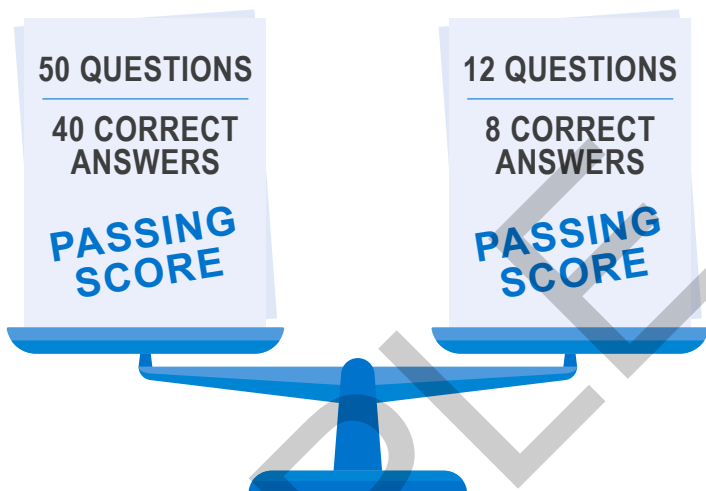 50 QUESTIONS
40 CORRECT
ANSWERS
PASSING
SCORE
12 QUESTIONS
8 CORRECT
ANSWERS
PASSING
SCORE